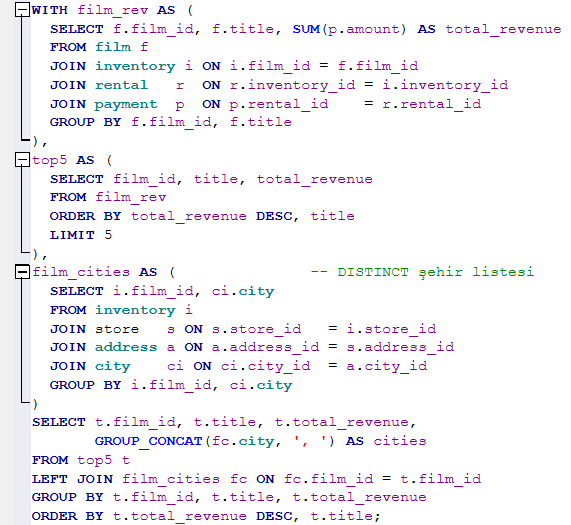 WITH film_rev AS (
SELECT f.film_id, f.title, SUM(p.amount) AS total_revenue
FROM film f
JOIN inventory i ON i.film_id = f.film_id
JOIN rental   r  ON r.inventory_id = i.inventory_id
JOIN payment  p  ON p.rental_id    = r.rental_id
GROUP BY f.film_id, f.title
),
top5 AS (
SELECT film_id, title, total_revenue
FROM film_rev
ORDER BY total_revenue DESC, title
LIMIT 5
),
film_cities AS (               -- DISTINCT şehir listesi
SELECT i.film_id, ci.city
FROM inventory i
JOIN store   s ON s.store_id   = i.store_id
JOIN address a ON a.address_id = s.address_id
JOIN city    ci ON ci.city_id  = a.city_id
GROUP BY i.film_id, ci.city
)
SELECT t.film_id, t.title, t.total_revenue,
GROUP_CONCAT(fc.city, ', ') AS cities
FROM top5 t
LEFT JOIN film_cities fc ON fc.film_id = t.film_id
GROUP BY t.film_id, t.title, t.total_revenue
ORDER BY t.total_revenue DESC, t.title;